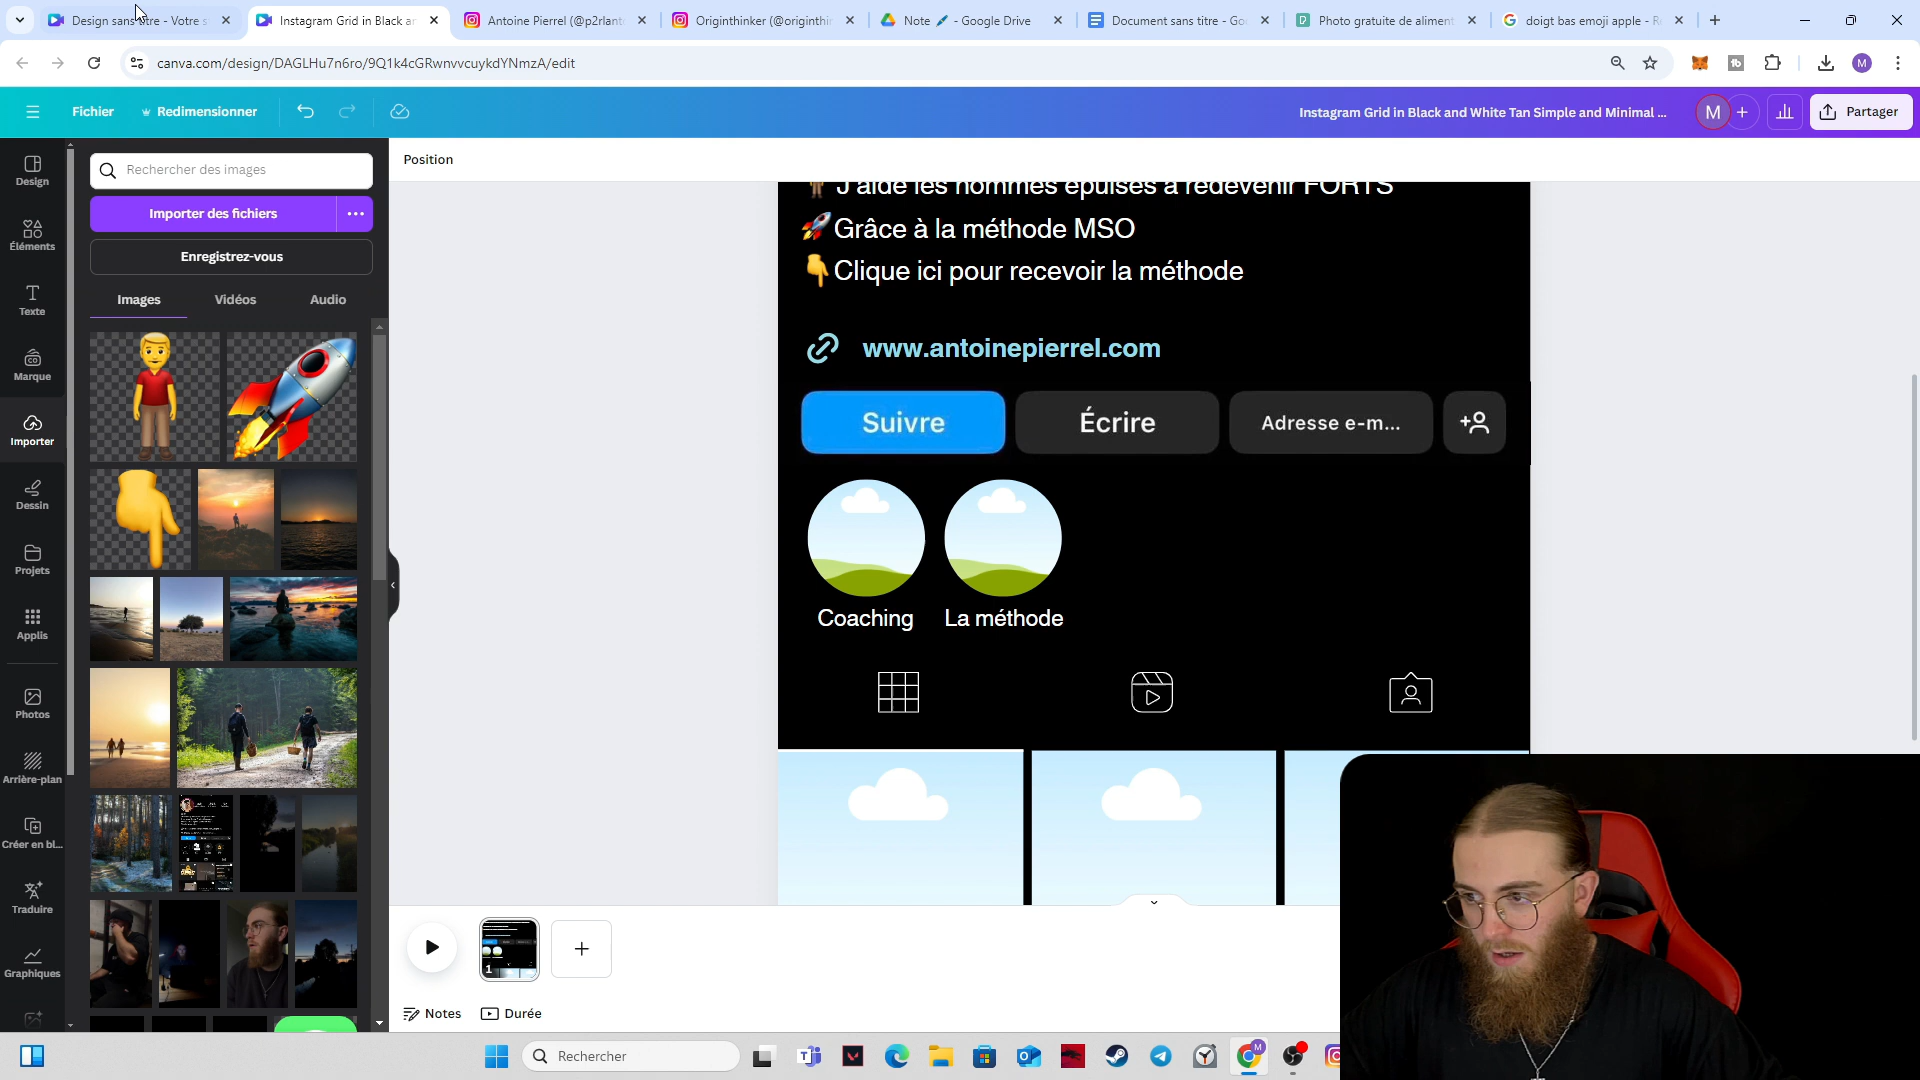 Design sans titre - Votre s
Instagram Grid in Black ar
Antoine Pierrel (@p2rlant
Originthinker (@originthi
Note - Google Drive
Document sans titre - Go
Photo gratuite de aliment
doigt bas emoji apple - R
canva.com/design/DAGLHu7n6ro/9Q1k4cGRwnvvcuykdYNmzA/edit
M
Fichier
Redimensionner
Instagram Grid in Black and White Tan Simple and Minimal ...
M
Partager
Design
Éléments
Texte
Marque
Importer
Dessin
Projets
Applis
Photos
Arrière-plan
Créer en bl...
Traduire
Graphiques
Rechercher des images
Importer des fichiers
Enregistrez-vous
Images
Vidéos
Audio
Position
J'aide les hommes épuisés à redevenir FORTS
Grâce à la méthode MSO
Clique ici pour recevoir la méthode
www.antoinepierrel.com
Suivre
Écrire
Adresse e-m...
Coaching
La méthode
1
Notes
Durée
Rechercher
M